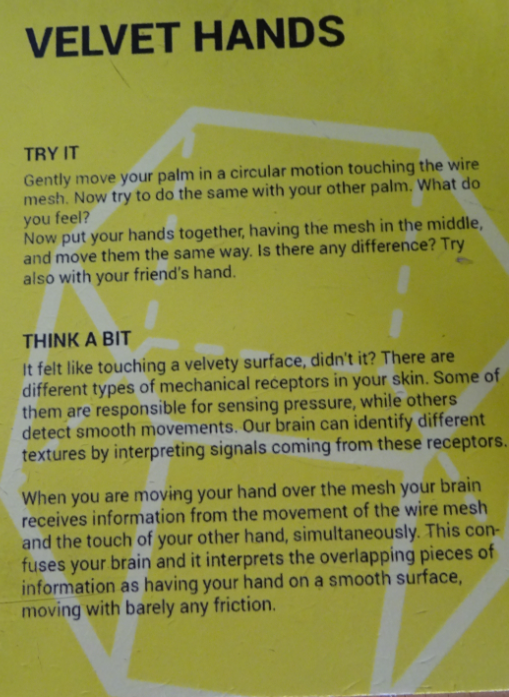 VELVET HANDS
TRY IT
Gently move your palm in a circular motion touching the wire
mesh. Now try to do the same with your other palm. What do
you feel?
Now put your hands together, having the mesh in the middle,
and move them the same way. Is there any difference? Try
also with your friend's hand.
THINK A BIT
It felt like touching a velvety surface, didn't it? There are
different types of mechanical receptors in your skin. Some of
them are responsible for sensing pressure, while others
detect smooth movements. Our brain can identify different
textures by interpreting signals coming from these receptors.
When you are moving your hand over the mesh your brain
receives information from the movement of the wire mesh
and the touch of your other hand, simultaneously. This con-
fuses your brain and it interprets the overlapping pieces of
information as having your hand on a smooth surface,
moving with barely any friction.